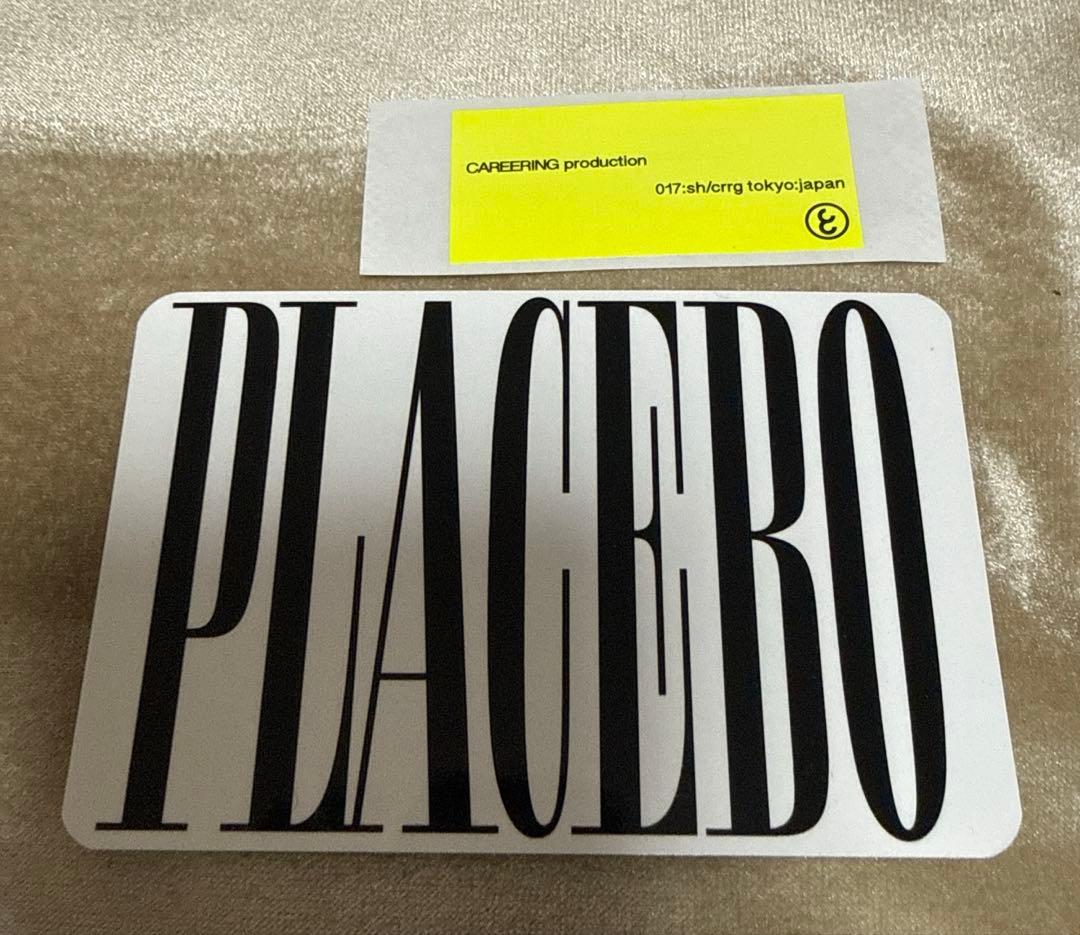 CAREERING production
017:sh/crrg tokyo:japan
PLACEBO